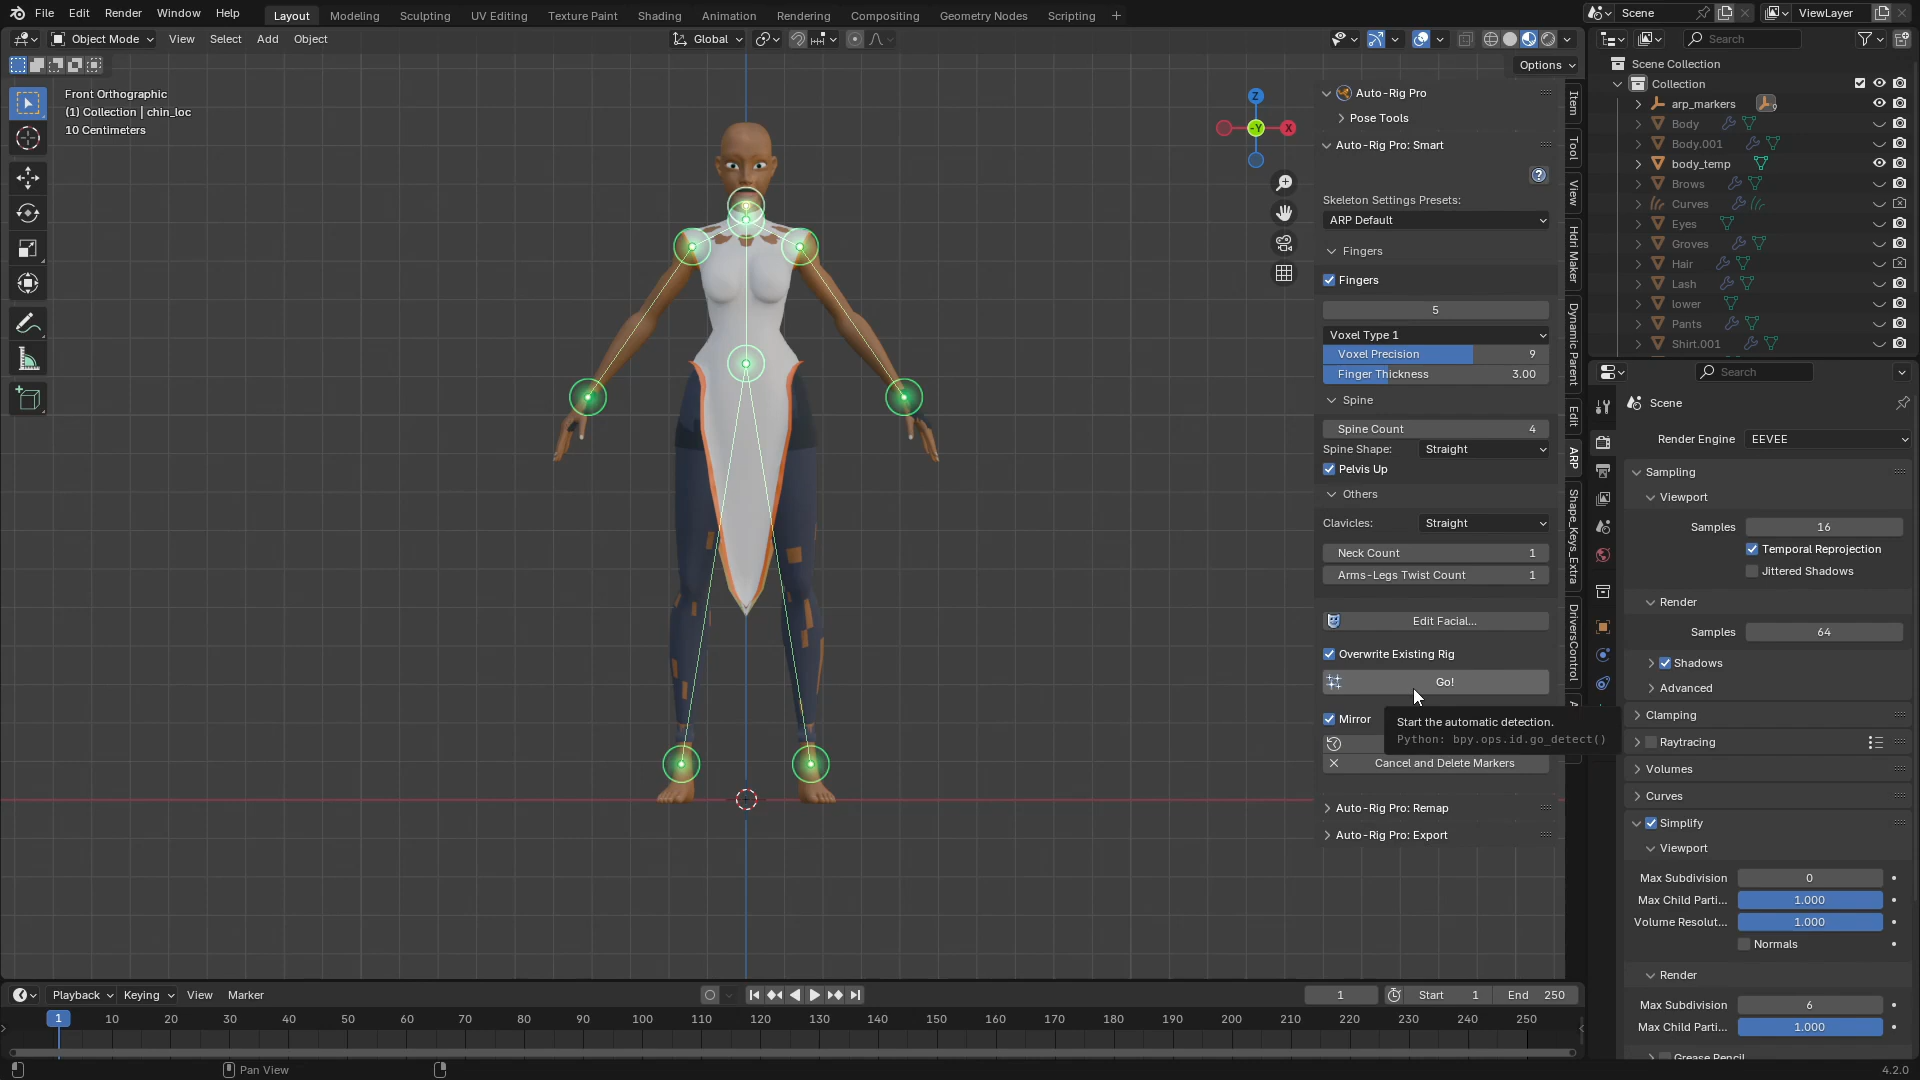 File Edit Render Window Help
Layout Modeling Sculpting UV Editing Texture Paint Shading Animation Rendering Compositing Geometry Nodes Scripting
Scene
ViewLayer
Object Mode View Select Add Object
Global
Options
Search
Front Orthographic
(1) Collection | chin_loc
10 Centimeters
Z
X
-Y
Auto-Rig Pro
Pose Tools
Auto-Rig Pro: Smart
?
Skeleton Settings Presets:
ARP Default
Fingers
Fingers
5
Voxel Type 1
Voxel Precision 9
Finger Thickness 3.00
Spine
Spine Count 4
Spine Shape: Straight
Pelvis Up
Others
Clavicles: Straight
Neck Count 1
Arms-Legs Twist Count 1
Edit Facial...
Overwrite Existing Rig
Go!
Mirror
Start the automatic detection.
Python: bpy.ops.id.go_detect()
Cancel and Delete Markers
Auto-Rig Pro: Remap
Auto-Rig Pro: Export
Item
Tool
View
Hdri Maker
Dynamic Parent
Edit
ARP
Shape_Keys_Extra
DriversControl
Scene Collection
Collection
arp_markers
Body
Body.001
body_temp
Brows
Curves
Eyes
Groves
Hair
Lash
lower
Pants
Shirt.001
Search
Scene
Render Engine EEVEE
Sampling
Viewport
Samples 16
Temporal Reprojection
Jittered Shadows
Render
Samples 64
Shadows
Advanced
Clamping
Raytracing
Volumes
Curves
Simplify
Viewport
Max Subdivision 0
Max Child Parti... 1.000
Volume Resolut... 1.000
Normals
Render
Max Subdivision 6
Max Child Parti... 1.000
Grease Pencil
Playback Keying View Marker
1 Start 1 End 250
1 10 20 30 40 50 60 70 80 90 100 110 120 130 140 150 160 170 180 190 200 210 220 230 240 250
Pan View
4.2.0